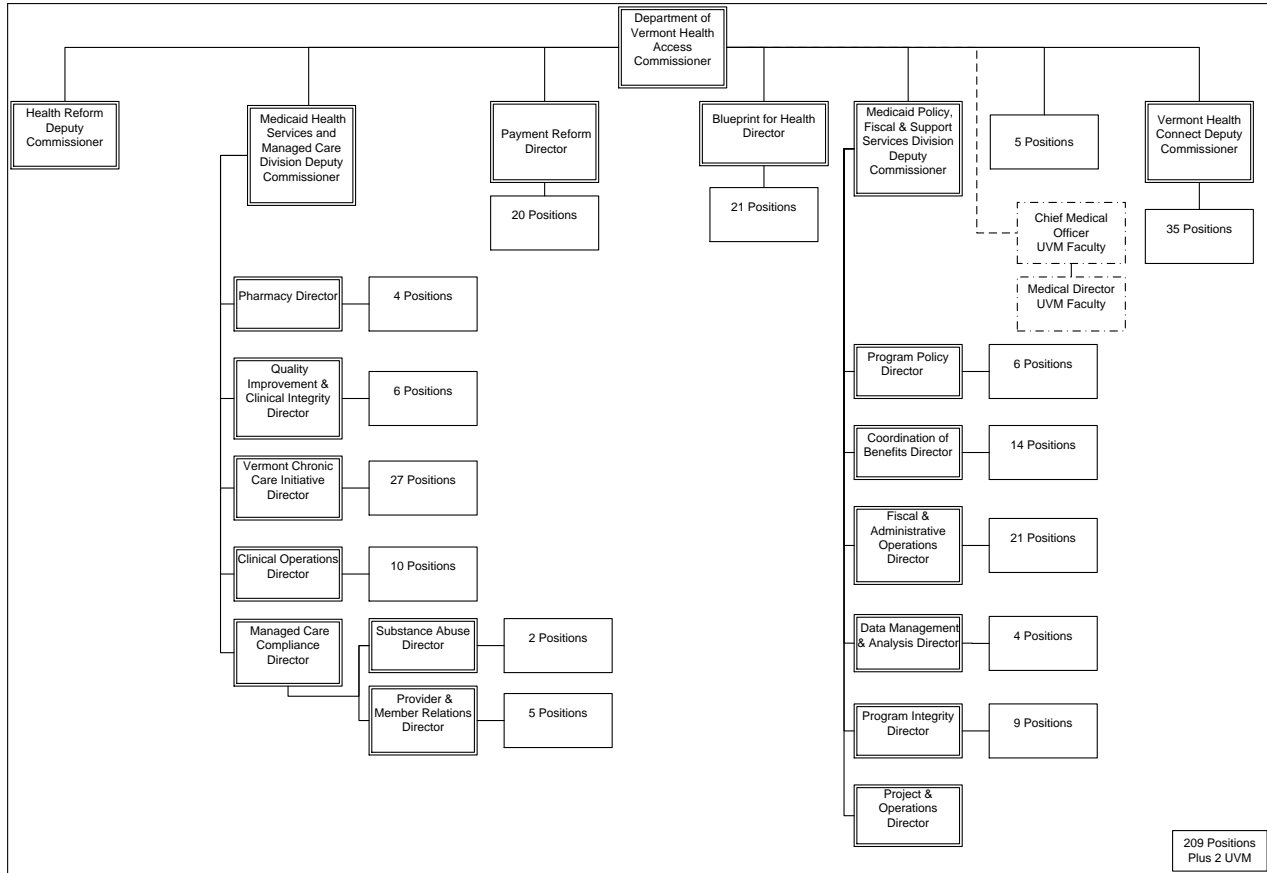 Department of
Vermont Health
Access
Commissioner
Health Reform
Deputy
Commissioner
Medicaid Health
Services and
Managed Care
Division Deputy
Commissioner
Payment Reform
Director
20 Positions
Blueprint for Health
Director
21 Positions
Medicaid Policy,
Fiscal & Support
Services Division
Deputy
Commissioner
5 Positions
Chief Medical
Officer
UVM Faculty
Medical Director
UVM Faculty
Vermont Health
Connect Deputy
Commissioner
35 Positions
Pharmacy Director
4 Positions
Quality
Improvement &
Clinical Integrity
Director
6 Positions
Vermont Chronic
Care Initiative
Director
27 Positions
Clinical Operations
Director
10 Positions
Managed Care
Compliance
Director
Substance Abuse
Director
2 Positions
Provider &
Member Relations
Director
5 Positions
Program Policy
Director
6 Positions
Coordination of
Benefits Director
14 Positions
Fiscal &
Administrative
Operations
Director
21 Positions
Data Management
& Analysis Director
4 Positions
Program Integrity
Director
9 Positions
Project &
Operations
Director
209 Positions
Plus 2 UVM